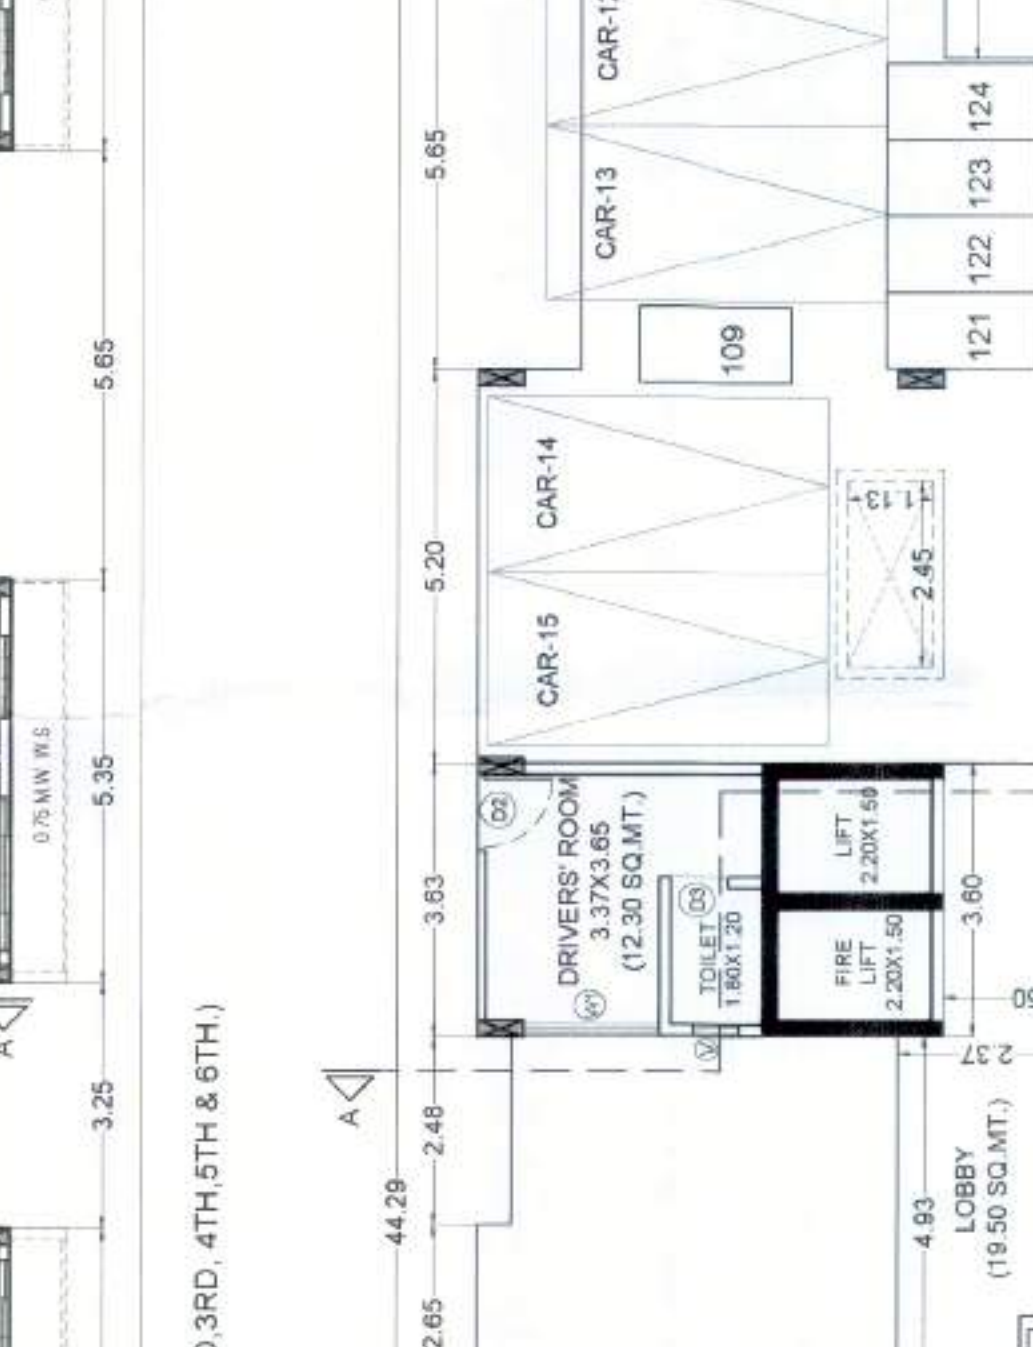 CAR-13
124
123
122
121
109
5.65
5.65
CAR-14
CAR-15
5.20
1.13
2.45
0.75 M.W W.S
5.35
3.63
D2
DRIVERS' ROOM
3.37X3.65
(12.30 SQ.MT.)
W1
D3
TOILET
1.80X1.20
V
LIFT
2.20X1.50
FIRE
LIFT
2.20X1.50
3.60
2.37
A
A
3.25
2.48
44.29
2.65
4.93
LOBBY
(19.50 SQ.MT.)
,3RD, 4TH,5TH & 6TH.)